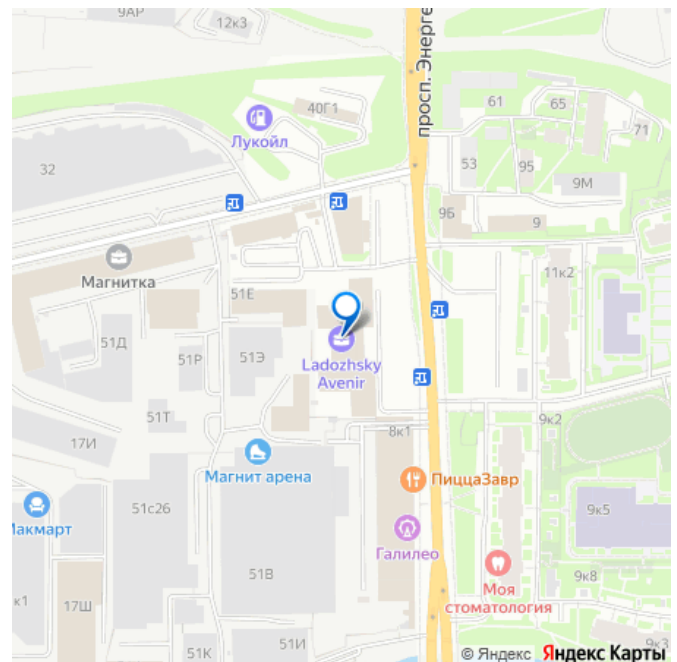 9АР
12к3
просп. Энерге
40Г1
Лукойл
61
65
71
32
53
95
9М
9Б
9
Магнитка
51Е
11к2
51Д
51Р
51Э
Ladozhsky
Avenir
51Т
17И
8к1
9к2
Магнит арена
ПиццаЗавр
Макмарт
51с26
9к5
Галилео
51В
Моя
стоматология
9к8
к1
17Ш
51К
51И
9к3
© Яндекс Яндекс Карты